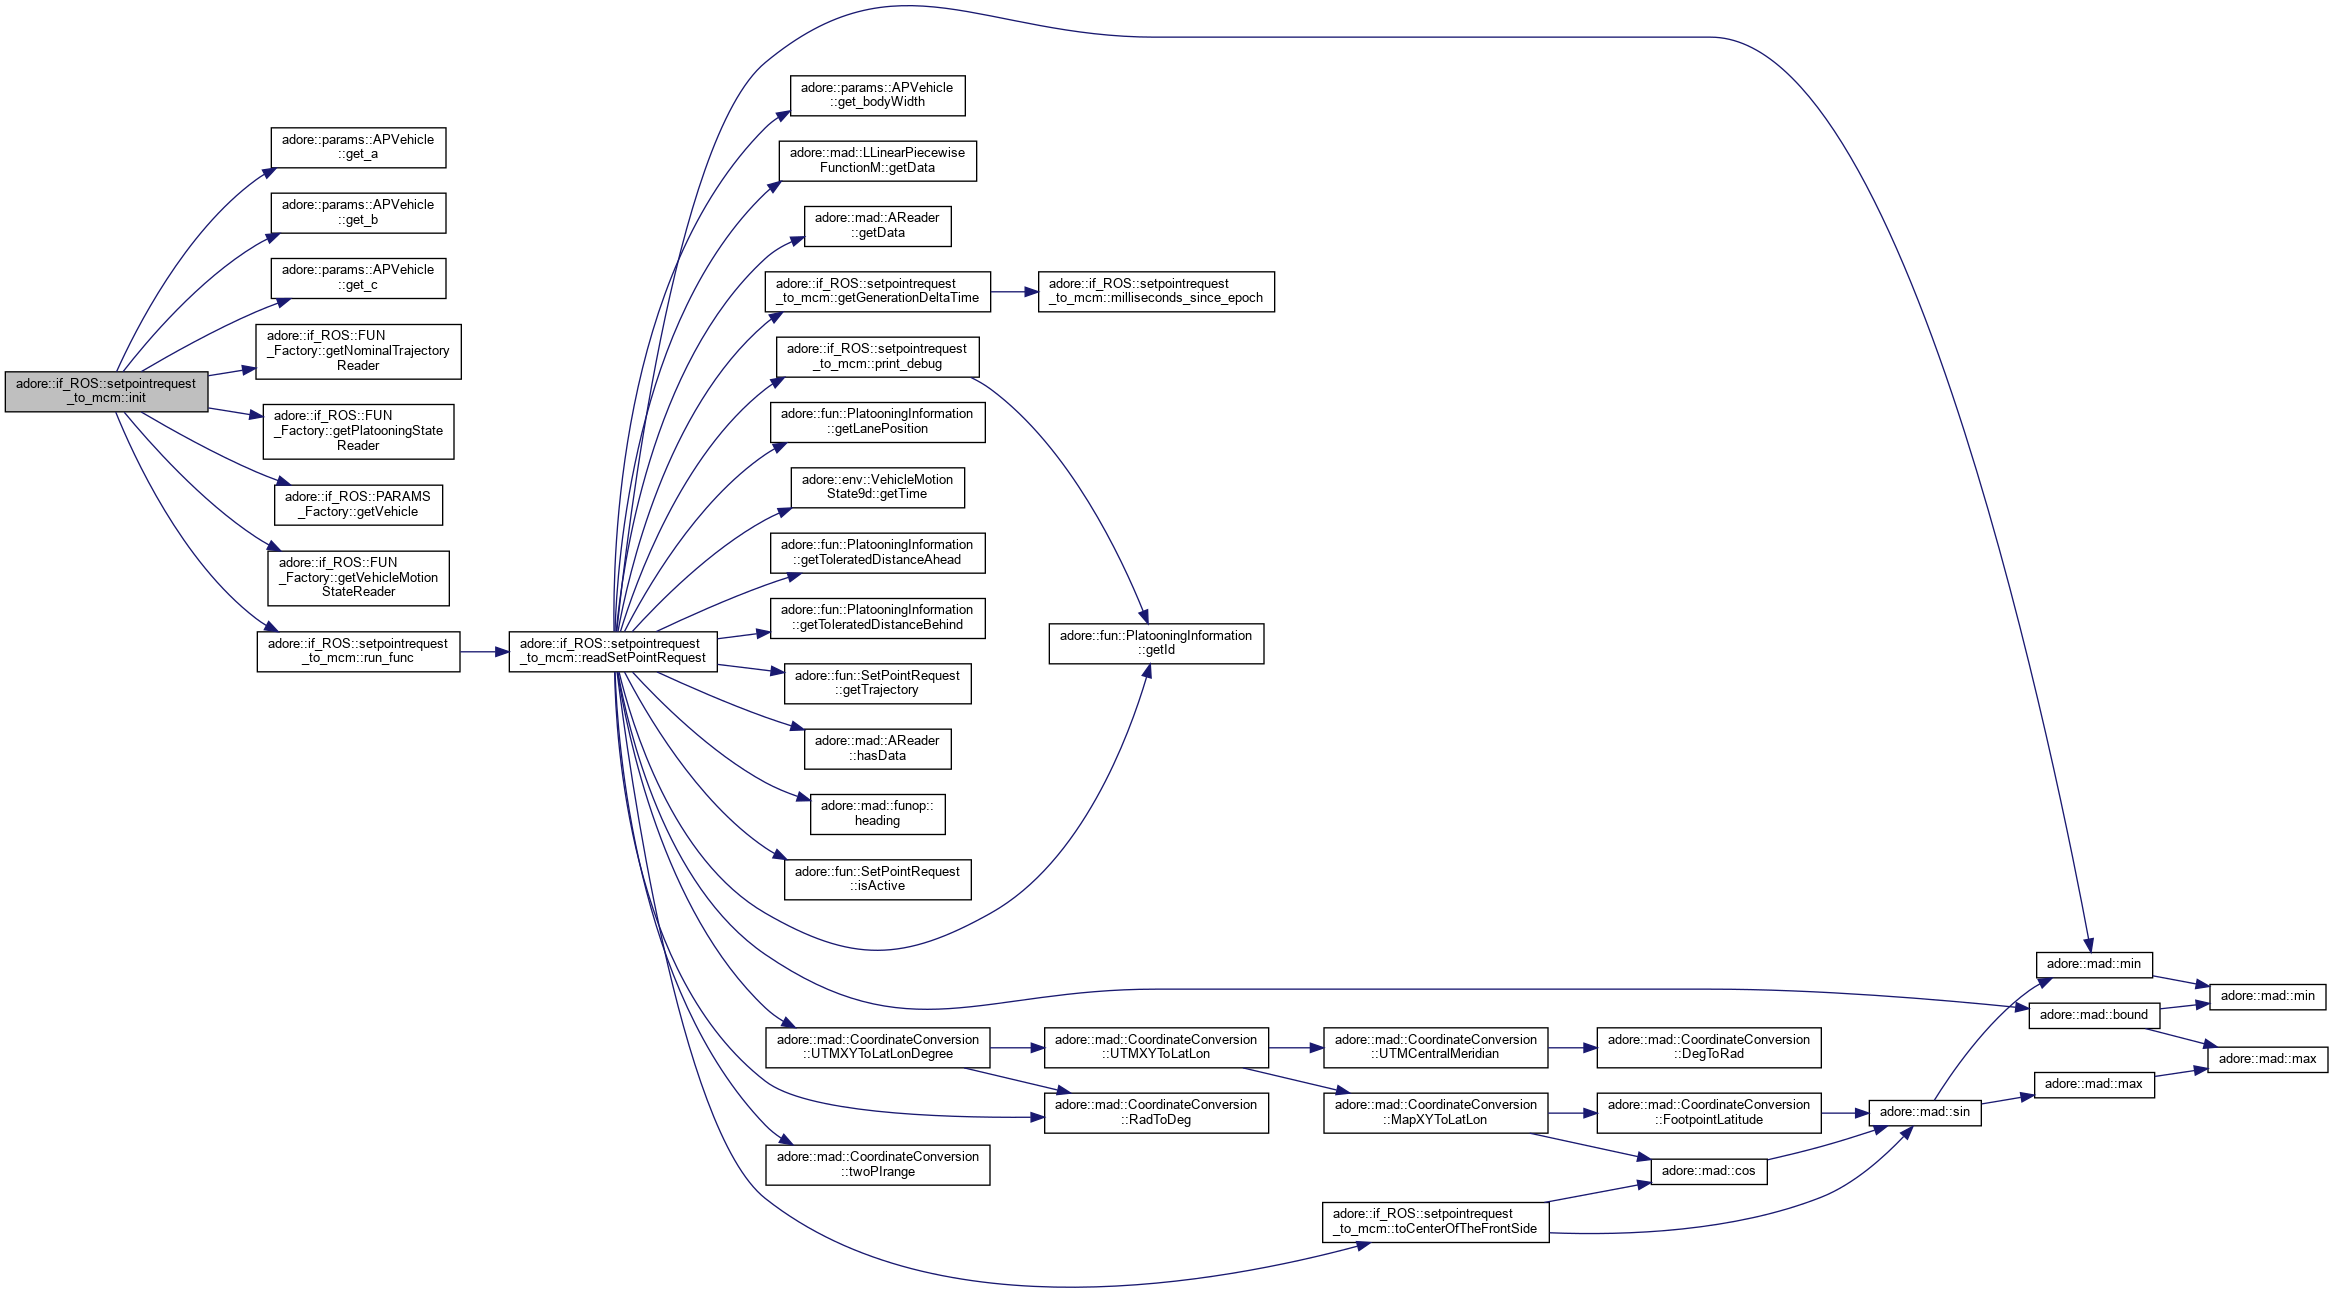 adore::if_ROS::setpointrequest
_to_mcm::init
adore::params::APVehicle
::get_a
adore::params::APVehicle
::get_b
adore::params::APVehicle
::get_c
adore::if_ROS::FUN
_Factory::getNominalTrajectory
Reader
adore::if_ROS::FUN
_Factory::getPlatooningState
Reader
adore::if_ROS::PARAMS
_Factory::getVehicle
adore::if_ROS::FUN
_Factory::getVehicleMotion
StateReader
adore::if_ROS::setpointrequest
_to_mcm::run_func
adore::if_ROS::setpointrequest
_to_mcm::readSetPointRequest
adore::params::APVehicle
::get_bodyWidth
adore::mad::LLinearPiecewise
FunctionM::getData
adore::mad::AReader
::getData
adore::if_ROS::setpointrequest
_to_mcm::getGenerationDeltaTime
adore::if_ROS::setpointrequest
_to_mcm::milliseconds_since_epoch
adore::if_ROS::setpointrequest
_to_mcm::print_debug
adore::fun::PlatooningInformation
::getLanePosition
adore::env::VehicleMotion
State9d::getTime
adore::fun::PlatooningInformation
::getToleratedDistanceAhead
adore::fun::PlatooningInformation
::getToleratedDistanceBehind
adore::fun::PlatooningInformation
::getId
adore::fun::SetPointRequest
::getTrajectory
adore::mad::AReader
::hasData
adore::mad::funop::
heading
adore::fun::SetPointRequest
::isActive
adore::mad::CoordinateConversion
::UTMXYToLatLonDegree
adore::mad::CoordinateConversion
::UTMXYToLatLon
adore::mad::CoordinateConversion
::UTMCentralMeridian
adore::mad::CoordinateConversion
::DegToRad
adore::mad::CoordinateConversion
::RadToDeg
adore::mad::CoordinateConversion
::MapXYToLatLon
adore::mad::CoordinateConversion
::FootpointLatitude
adore::mad::CoordinateConversion
::twoPIrange
adore::if_ROS::setpointrequest
_to_mcm::toCenterOfTheFrontSide
adore::mad::cos
adore::mad::sin
adore::mad::min
adore::mad::bound
adore::mad::max
adore::mad::min
adore::mad::max